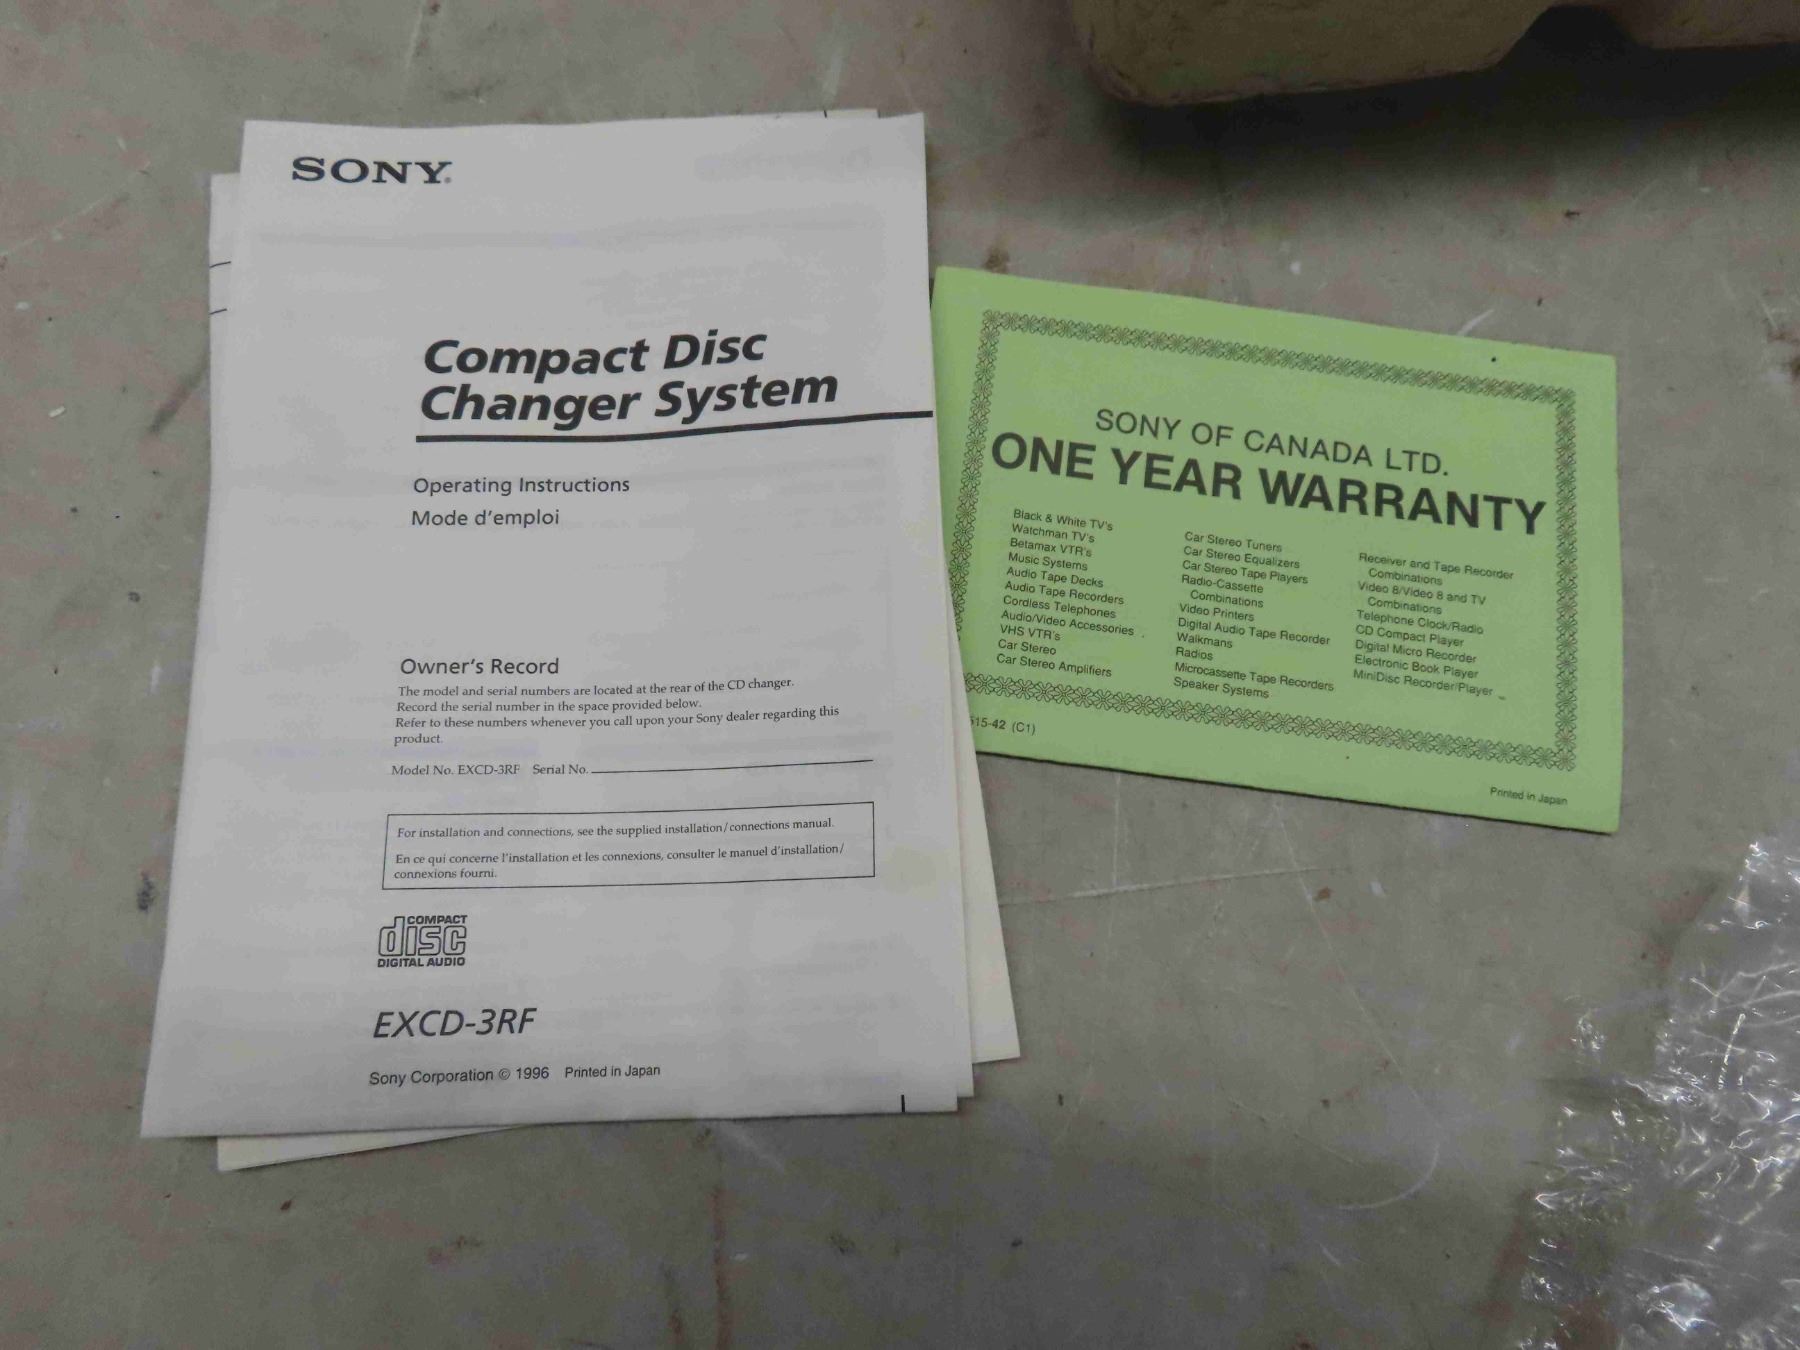 SONY®
Compact Disc
Changer System
Operating Instructions
Mode d'emploi
Owner's Record
The model and serial numbers are located at the rear of the CD changer.
Record the serial number in the space provided below.
Refer to these numbers whenever you call upon your Sony dealer regarding this
product.
Model No. EXCD-3RF Serial No.
For installation and connections, see the supplied installation/connections manual.
En ce qui concerne l'installation et les connexions, consulter le manuel d'installation/
connexions fourni.
COMPACT
disc
DIGITAL AUDIO
EXCD-3RF
Sony Corporation © 1996 Printed in Japan
SONY OF CANADA LTD.
ONE YEAR WARRANTY
Black & White TV's
Watchman TV's
Betamax VTR's
Music Systems
Audio Tape Decks
Audio Tape Recorders
Cordless Telephones
Audio/Video Accessories
VHS VTR's
Car Stereo
Car Stereo Amplifiers
Car Stereo Tuners
Car Stereo Equalizers
Car Stereo Tape Players
Radio-Cassette
Combinations
Video Printers
Digital Audio Tape Recorder
Walkmans
Radios
Microcassette Tape Recorders
Speaker Systems
Receiver and Tape Recorder
Combinations
Video 8/Video 8 and TV
Combinations
Telephone Clock/Radio
CD Compact Player
Digital Micro Recorder
Electronic Book Player
MiniDisc Recorder/Player
515-42 (C1)
Printed in Japan